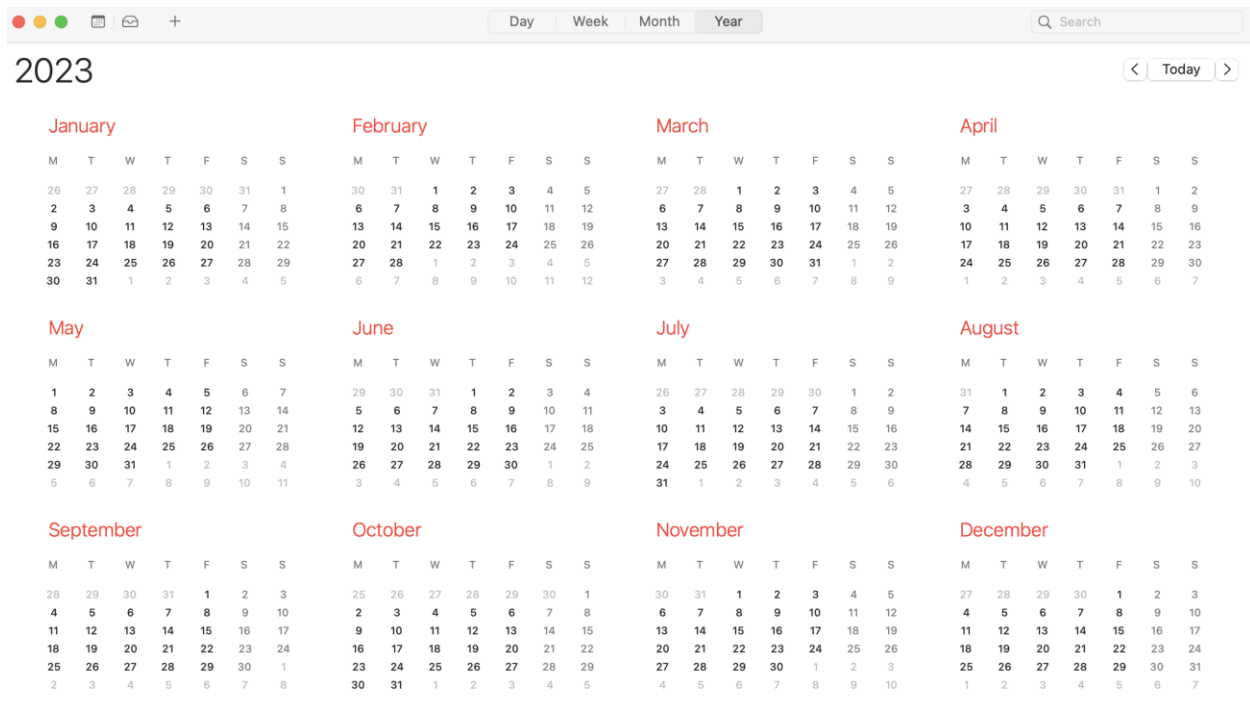 Day Week Month Year Search
2023 Today
January February March April
M T W T F S S M T W T F S S M T W T F S S M T W T F S S
26 27 28 29 30 31 1 30 31 1 2 3 4 5 27 28 1 2 3 4 5 27 28 29 30 31 1 2
2 3 4 5 6 7 8 6 7 8 9 10 11 12 6 7 8 9 10 11 12 3 4 5 6 7 8 9
9 10 11 12 13 14 15 13 14 15 16 17 18 19 13 14 15 16 17 18 19 10 11 12 13 14 15 16
16 17 18 19 20 21 22 20 21 22 23 24 25 26 20 21 22 23 24 25 26 17 18 19 20 21 22 23
23 24 25 26 27 28 29 27 28 1 2 3 4 5 27 28 29 30 31 1 2 24 25 26 27 28 29 30
30 31 1 2 3 4 5 6 7 8 9 10 11 12 3 4 5 6 7 8 9 1 2 3 4 5 6 7
May June July August
M T W T F S S M T W T F S S M T W T F S S M T W T F S S
1 2 3 4 5 6 7 29 30 31 1 2 3 4 26 27 28 29 30 1 2 31 1 2 3 4 5 6
8 9 10 11 12 13 14 5 6 7 8 9 10 11 3 4 5 6 7 8 9 7 8 9 10 11 12 13
15 16 17 18 19 20 21 12 13 14 15 16 17 18 10 11 12 13 14 15 16 14 15 16 17 18 19 20
22 23 24 25 26 27 28 19 20 21 22 23 24 25 17 18 19 20 21 22 23 21 22 23 24 25 26 27
29 30 31 1 2 3 4 26 27 28 29 30 1 2 24 25 26 27 28 29 30 28 29 30 31 1 2 3
5 6 7 8 9 10 11 3 4 5 6 7 8 9 31 1 2 3 4 5 6 4 5 6 7 8 9 10
September October November December
M T W T F S S M T W T F S S M T W T F S S M T W T F S S
28 29 30 31 1 2 3 25 26 27 28 29 30 1 30 31 1 2 3 4 5 27 28 29 30 1 2 3
4 5 6 7 8 9 10 2 3 4 5 6 7 8 6 7 8 9 10 11 12 4 5 6 7 8 9 10
11 12 13 14 15 16 17 9 10 11 12 13 14 15 13 14 15 16 17 18 19 11 12 13 14 15 16 17
18 19 20 21 22 23 24 16 17 18 19 20 21 22 20 21 22 23 24 25 26 18 19 20 21 22 23 24
25 26 27 28 29 30 1 23 24 25 26 27 28 29 27 28 29 30 1 2 3 25 26 27 28 29 30 31
2 3 4 5 6 7 8 30 31 1 2 3 4 5 4 5 6 7 8 9 10 1 2 3 4 5 6 7